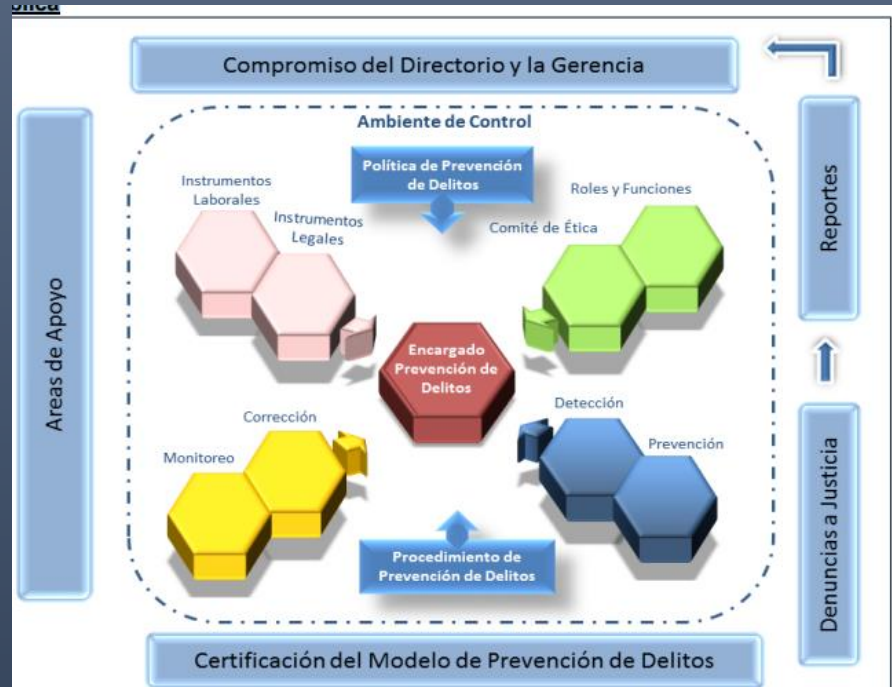 Compromiso del Directorio y la Gerencia
Ambiente de Control
Política de Prevención
de Delitos
Instrumentos
Laborales
Instrumentos
Legales
Roles y Funciones
Comité de Ética
Encargado
Prevención de
Delitos
Corrección
Monitoreo
Detección
Prevención
Procedimiento de
Prevención de Delitos
Areas de Apoyo
Reportes
Denuncias a Justicia
Certificación del Modelo de Prevención de Delitos